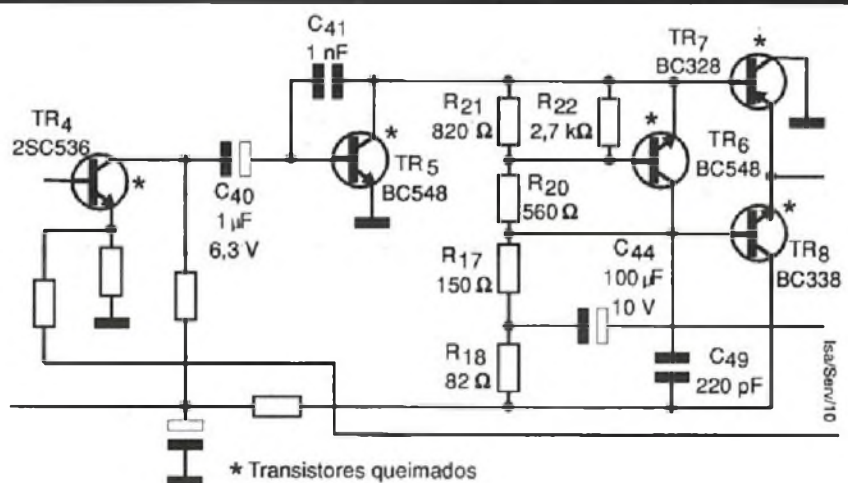 C41
1 nF
TR4
2SC536
*
C40
1 µF
6,3 V
*
TR5
BC548
R21
820 Ω
R22
2,7 kΩ
R20
560 Ω
R17
150 Ω
R18
82 Ω
C44
100 µF
10 V
*
TR6
BC548
TR7
BC328
*
*
TR8
BC338
C49
220 pF
Isa/Serv/10
* Transistores queimados